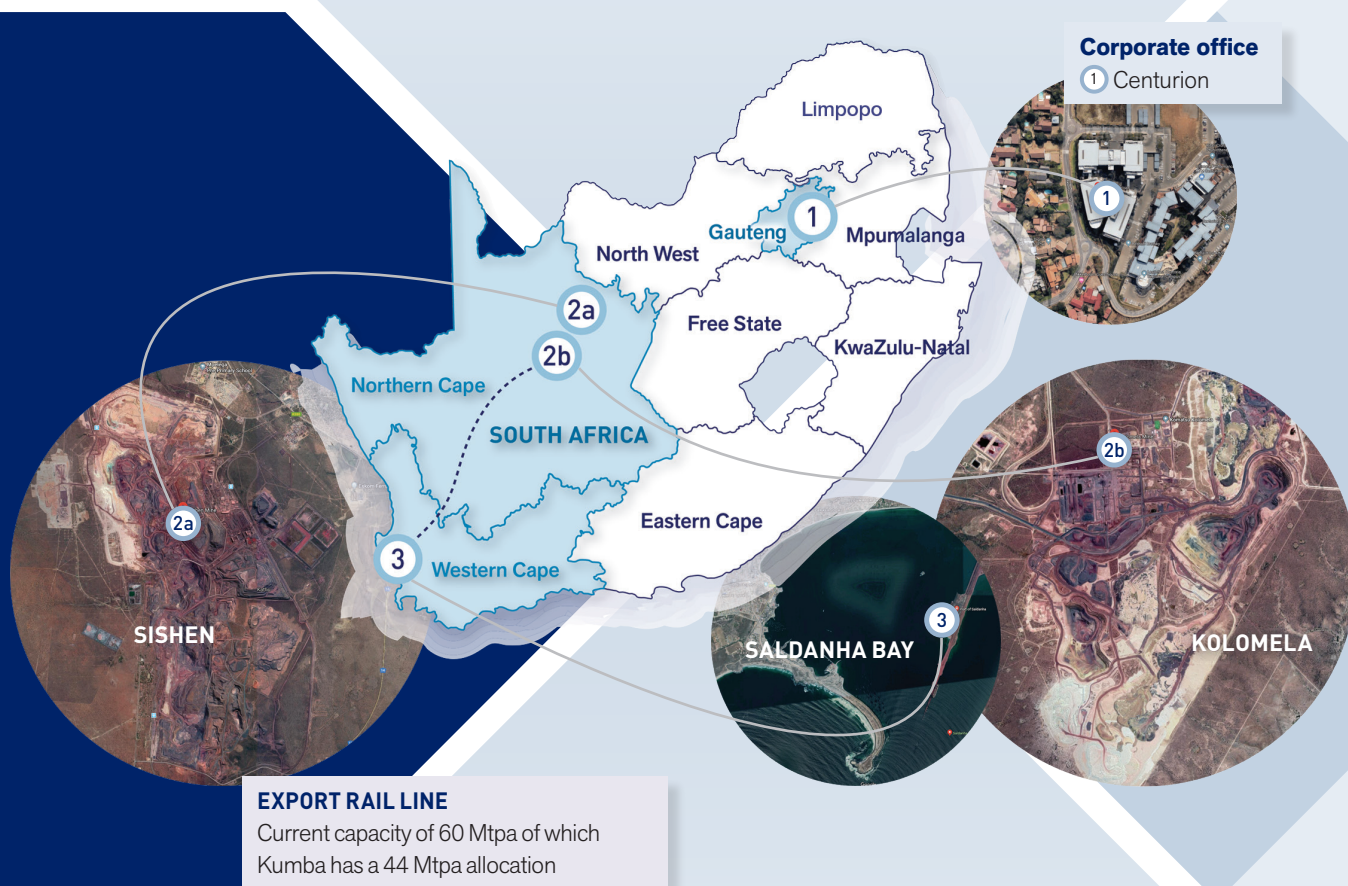 Corporate office
1 Centurion
Limpopo
1
1
Gauteng
Mpumalanga
North West
2a
Free State
2b
KwaZulu-Natal
Northern Cape
SOUTH AFRICA
2b
2a
Eastern Cape
3
Western Cape
3
SISHEN
SALDANHA BAY
KOLOMELA
EXPORT RAIL LINE
Current capacity of 60 Mtpa of which
Kumba has a 44 Mtpa allocation